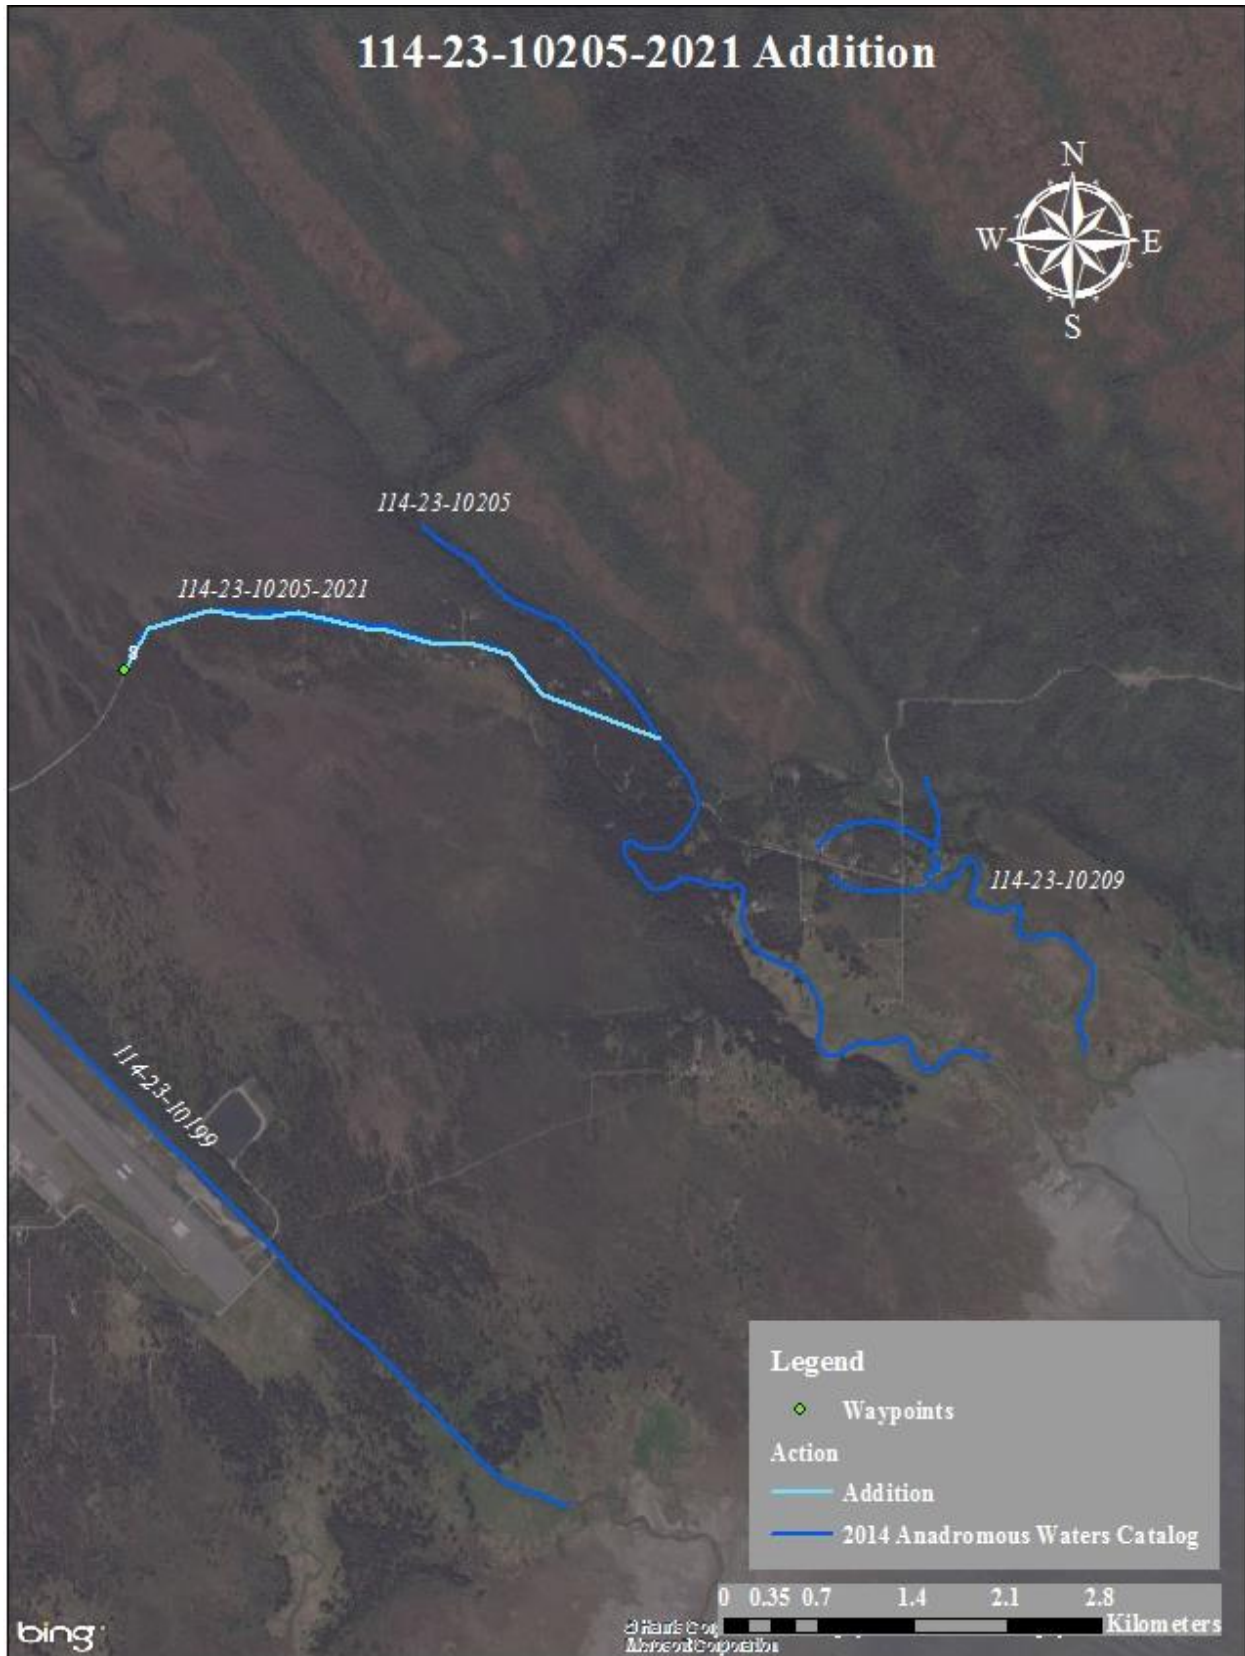 114-23-10205-2021 Addition
N
W
E
S
114-23-10205
114-23-10205-2021
114-23-10209
114-23-10199
Legend
Waypoints
Action
Addition
2014 Anadromous Waters Catalog
0 0.35 0.7 1.4 2.1 2.8
Kilometers
bing
Corporation